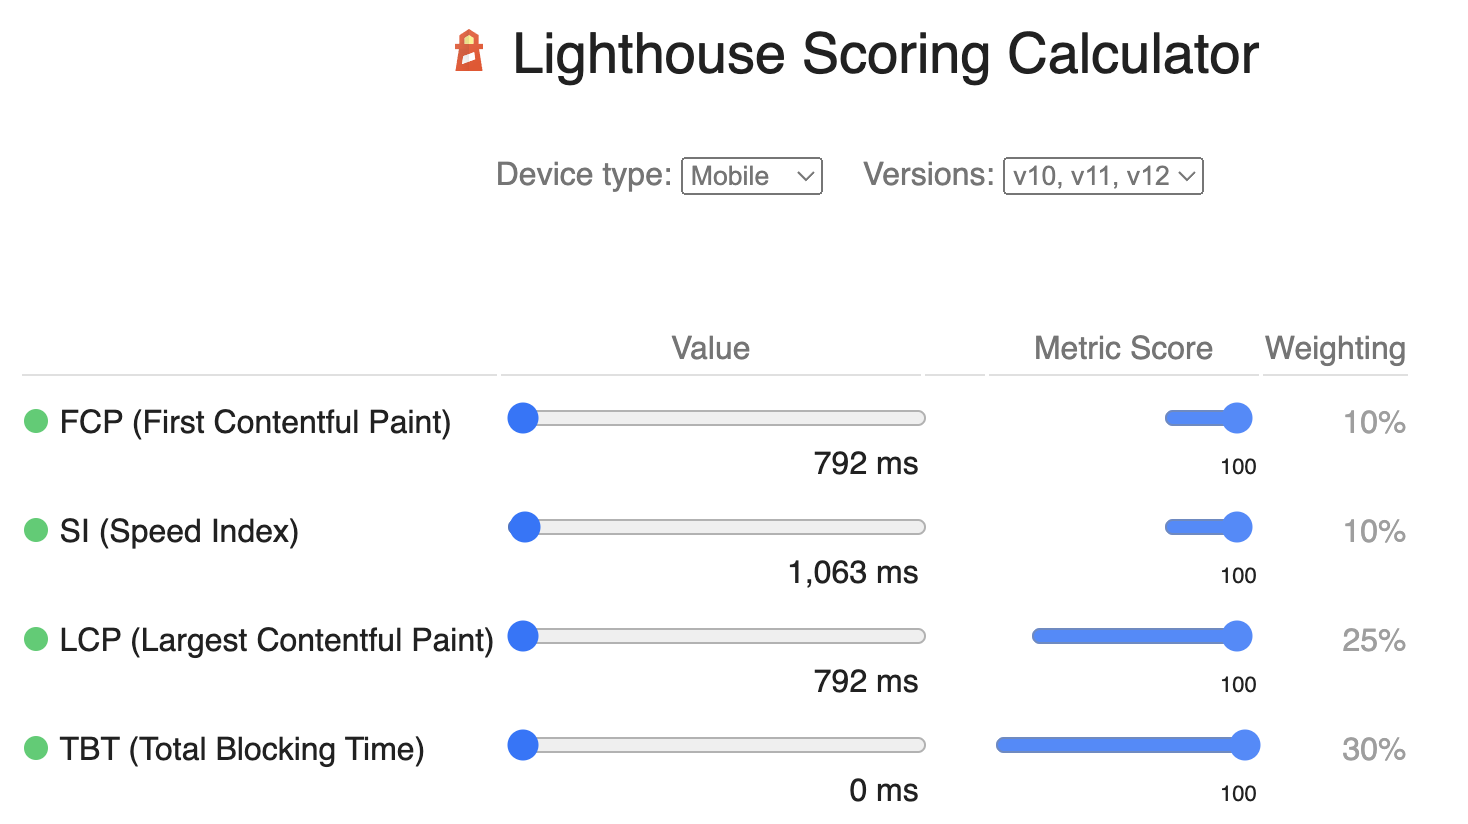 Lighthouse Scoring Calculator
Device type: Mobile Versions: v10, v11, v12
Value Metric Score Weighting
FCP (First Contentful Paint) 10%
792 ms 100
SI (Speed Index) 10%
1,063 ms 100
LCP (Largest Contentful Paint) 25%
792 ms 100
TBT (Total Blocking Time) 30%
0 ms 100